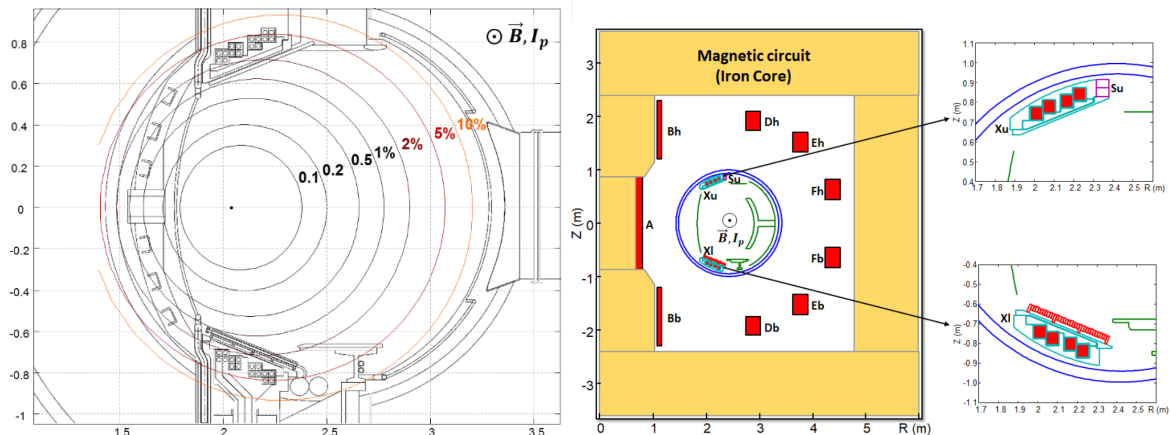 0.8
0.6
0.4
0.2
0
-0.2
-0.4
-0.6
-0.8
-1
1.5
2
2.5
3
3.5
⊙ B⃗, I_p
0.1
0.2
0.5
1%
2%
5%
10%
Magnetic circuit
(Iron Core)
Z (m)
3
2
1
0
-1
-2
-3
0
1
2
3
4
5
R (m)
6
A
Bh
Bb
Dh
Eh
Fh
Fb
Eb
Db
Su
Xu
B⃗, I_p
Xl
1.1
1.0
0.9
0.8
0.7
0.6
0.5
0.4
Z (m)
Su
Xu
1.7
1.8
1.9
2
2.1
2.2
2.3
2.4
2.5
R (m)
-0.4
-0.5
-0.6
-0.7
-0.8
-0.9
-1.0
-1.1
Z (m)
Xl
1.7
1.8
1.9
2
2.1
2.2
2.3
2.4
2.5
R (m)